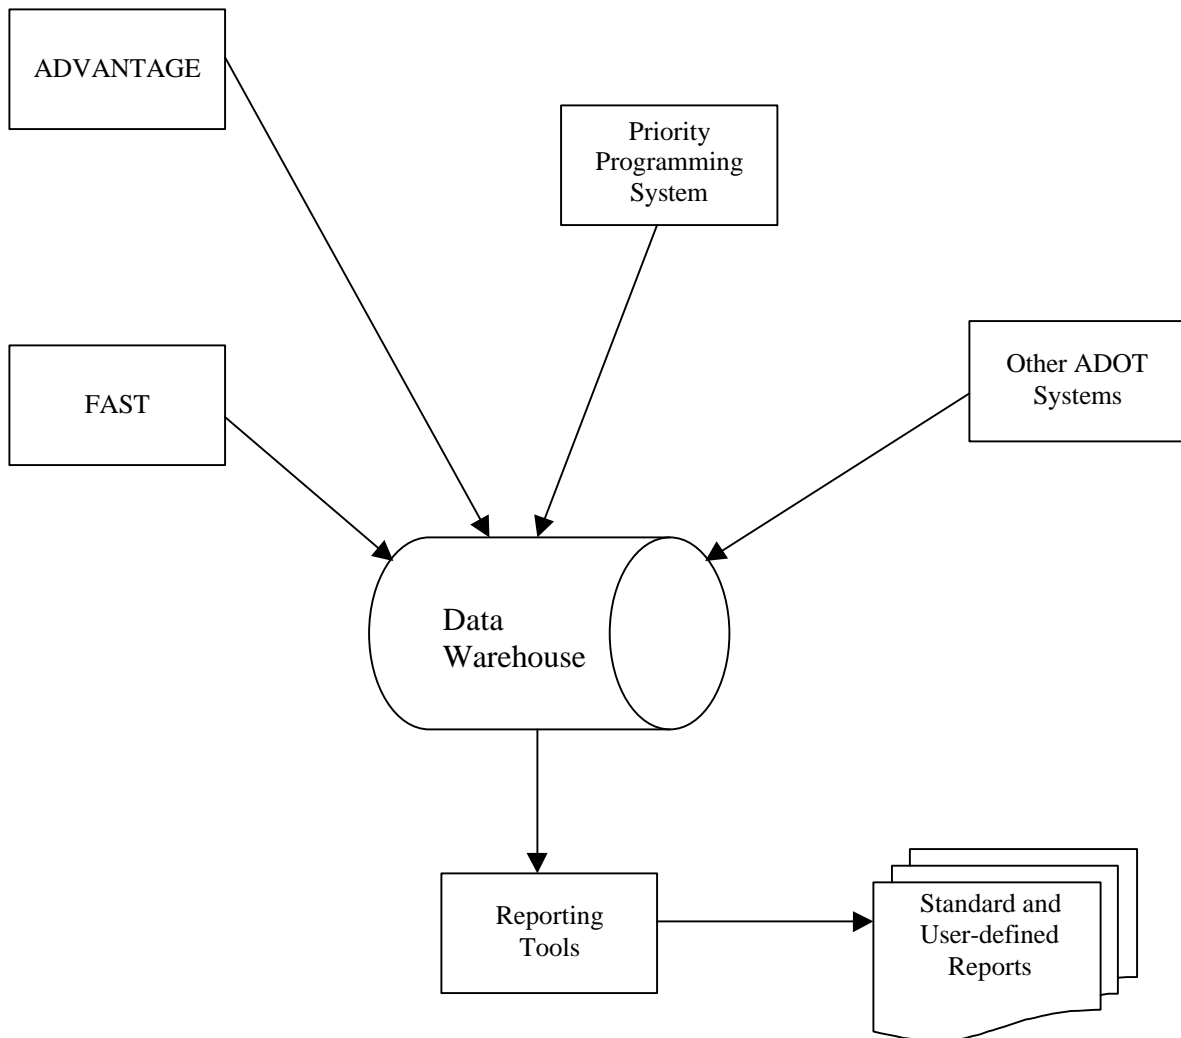 ADVANTAGE
Priority
Programming
System
Other ADOT
Systems
FAST
Data
Warehouse
Reporting
Tools
Standard and
User-defined
Reports